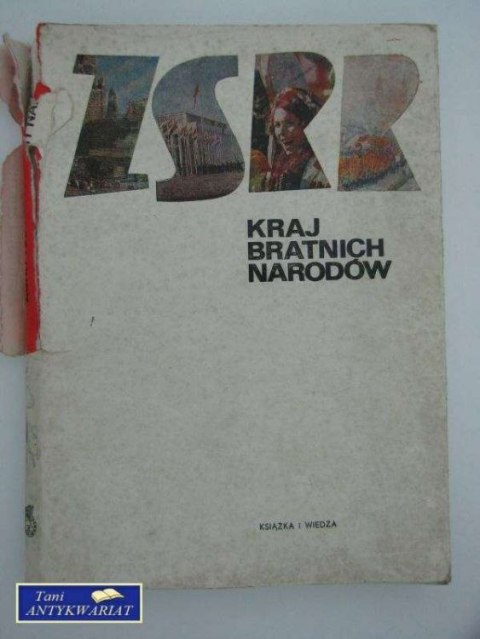 ZSRR
KRAJ
BRATNICH
NARODÓW
KSIĄŻKA I WIEDZA
Tani
ANTYKWARIAT